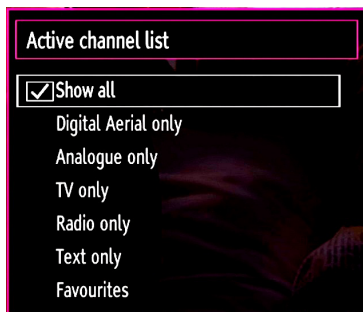 Active channel list
Show all
Digital Aerial only
Analogue only
TV only
Radio only
Text only
Favourites